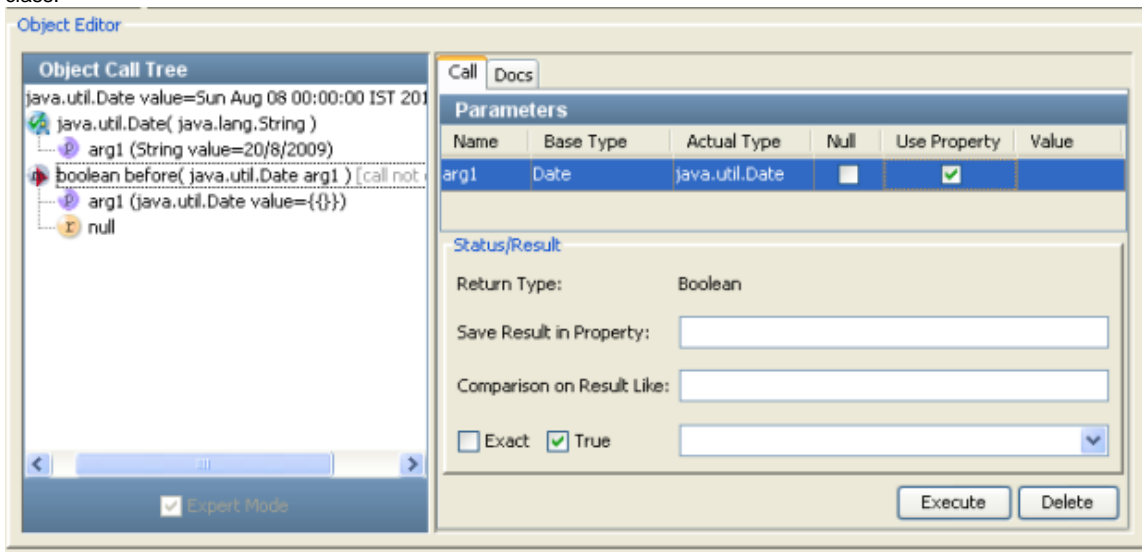 class.
Object Editor
Object Call Tree
java.util.Date value=Sun Aug 08 00:00:00 IST 201
java.util.Date( java.lang.String )
p arg1 (String value=20/8/2009)
boolean before( java.util.Date arg1 ) [call not
p arg1 (java.util.Date value={{}})
r null
Expert Mode
Call Docs
Parameters
Name Base Type Actual Type Null Use Property Value
arg1 Date java.util.Date
Status/Result
Return Type: Boolean
Save Result in Property:
Comparison on Result Like:
Exact True
Execute Delete